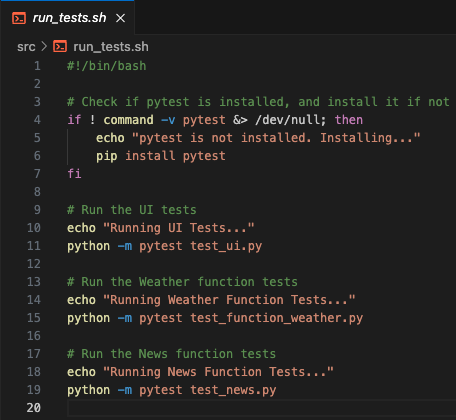 run_tests.sh
src > run_tests.sh
1 #!/bin/bash
2
3 # Check if pytest is installed, and install it if not
4 if ! command -v pytest &> /dev/null; then
5     echo "pytest is not installed. Installing..."
6     pip install pytest
7 fi
8
9 # Run the UI tests
10 echo "Running UI Tests..."
11 python -m pytest test_ui.py
12
13 # Run the Weather function tests
14 echo "Running Weather Function Tests..."
15 python -m pytest test_function_weather.py
16
17 # Run the News function tests
18 echo "Running News Function Tests..."
19 python -m pytest test_news.py
20